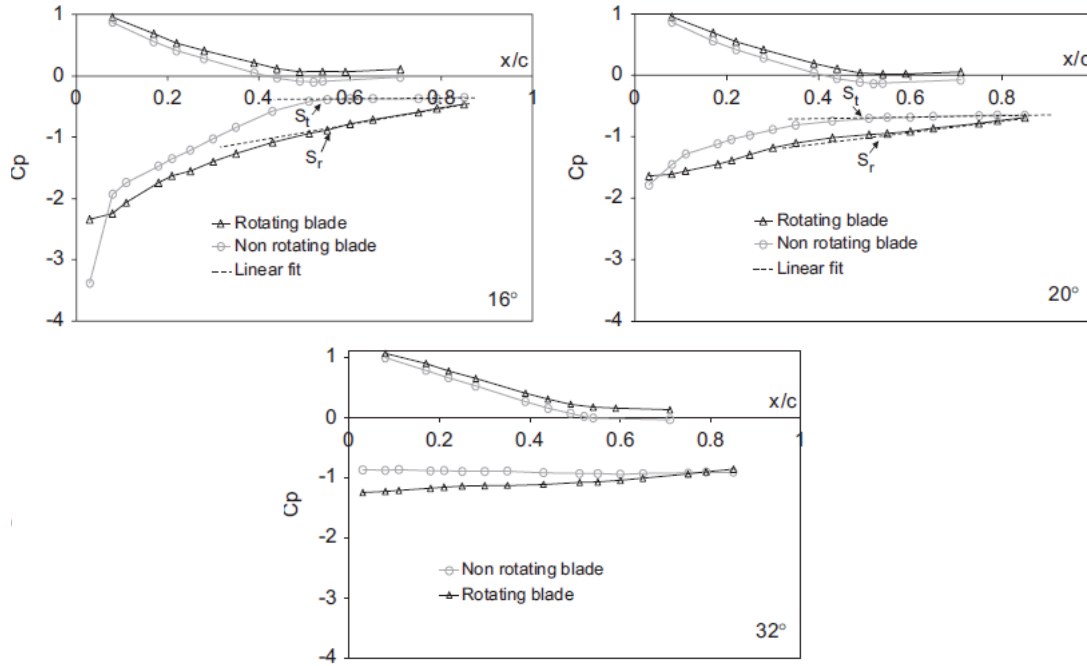 1
0
-1
-2
-3
-4
Cp
0
0.2
0.4
0.6
0.8
1
x/c
St
Sr
Rotating blade
Non rotating blade
Linear fit
16°
1
0
-1
-2
-3
-4
Cp
0
0.2
0.4
0.6
0.8
x/c
St
Sr
Rotating blade
Non rotating blade
Linear fit
20°
1
0
-1
-2
-3
-4
Cp
0
0.2
0.4
0.6
0.8
1
x/c
Non rotating blade
Rotating blade
32°